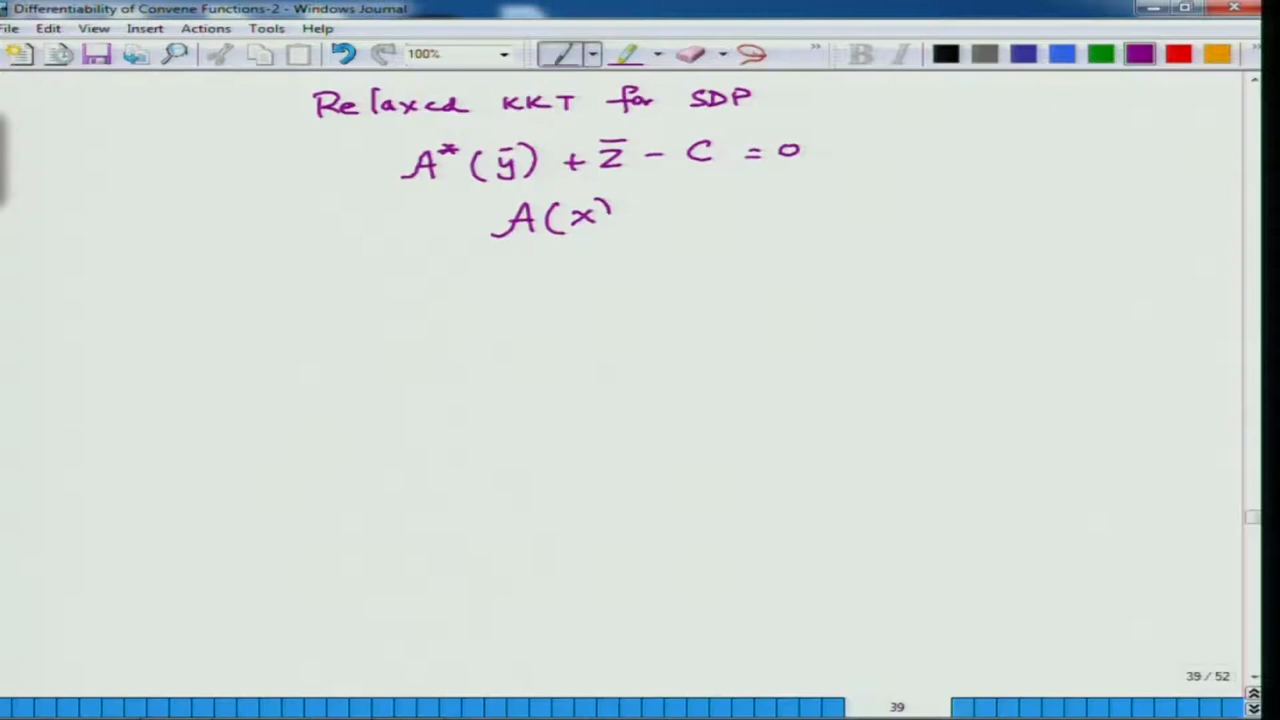 Differentiability of Convene Functions-2 - Windows Journal
File Edit View Insert Actions Tools Help
100%
B I
Relaxed KKT for SDP
A*(ȳ) + z̄ - C = 0
A(x)
39 / 52
39